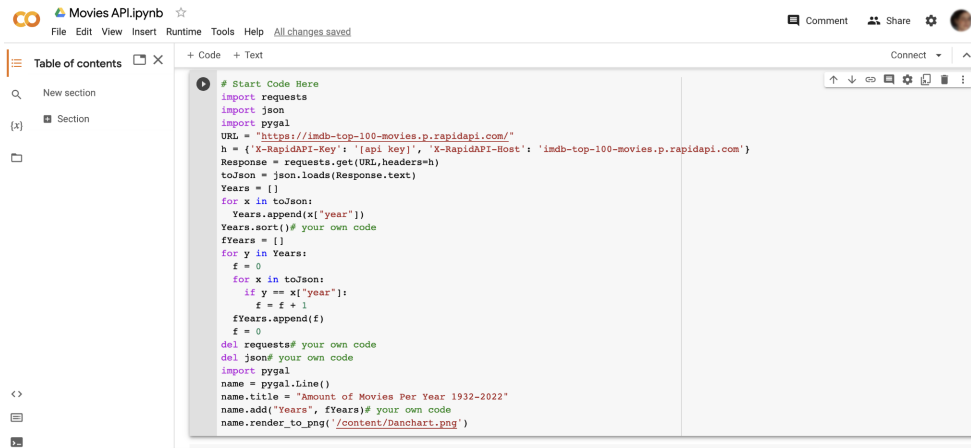 Movies API.ipynb
File Edit View Insert Runtime Tools Help All changes saved
Comment
Share
Table of contents
+ Code + Text
Connect
New section
Section
{x}
# Start Code Here
import requests
import json
import pygal
URL = "https://imdb-top-100-movies.p.rapidapi.com/"
h = {'X-RapidAPI-Key': '[api key]', 'X-RapidAPI-Host': 'imdb-top-100-movies.p.rapidapi.com'}
Response = requests.get(URL,headers=h)
toJson = json.loads(Response.text)
Years = []
for x in toJson:
  Years.append(x["year"])
Years.sort()# your own code
fYears = []
for y in Years:
  f = 0
  for x in toJson:
    if y == x["year"]:
      f = f + 1
  fYears.append(f)
  f = 0
del requests# your own code
del json# your own code
import pygal
name = pygal.Line()
name.title = "Amount of Movies Per Year 1932-2022"
name.add("Years", fYears)# your own code
name.render_to_png('/content/Danchart.png')